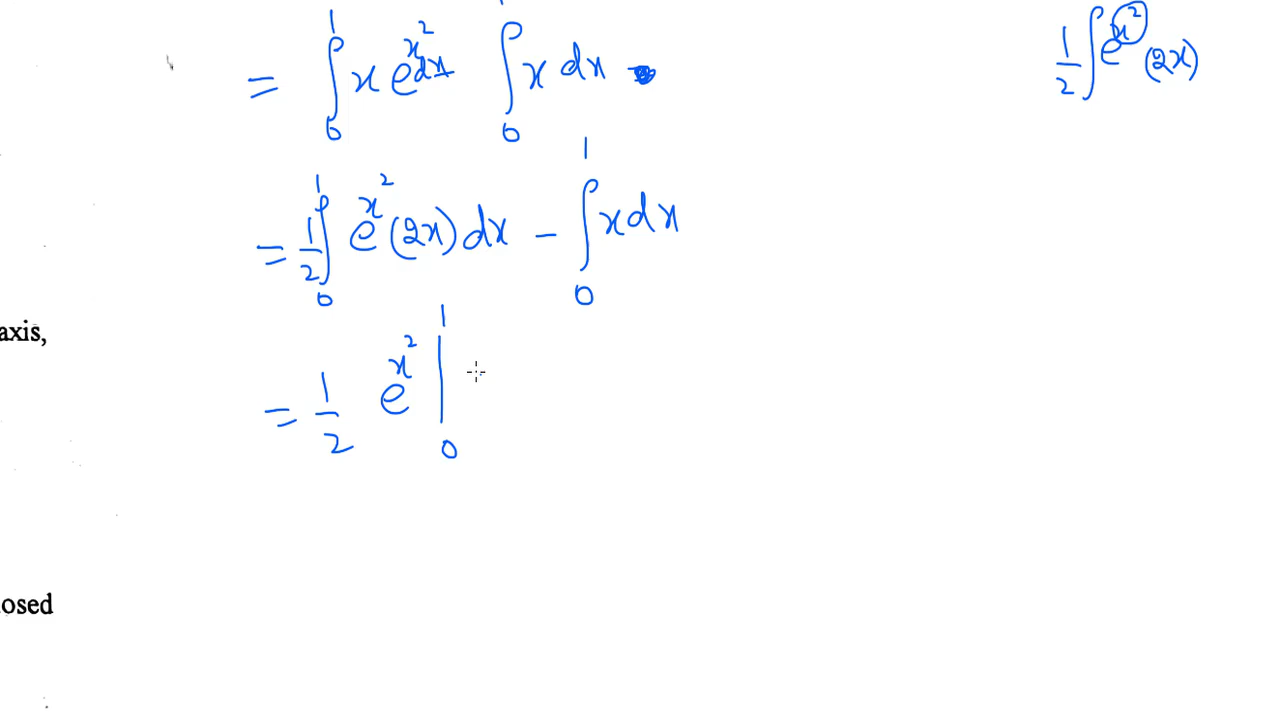 = ∫₀¹ x e^{x²} dx ∫₀¹ x dx
1/2 ∫ e^{x²} (2x)
= 1/2 ∫₀¹ e^{x²} (2x) dx - ∫₀¹ x dx
axis,
= 1/2 e^{x²} |₀¹
losed